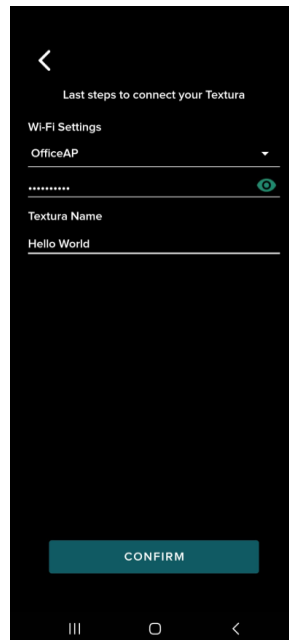 Last steps to connect your Textura
Wi-Fi Settings
OfficeAP
··········
Textura Name
Hello World
CONFIRM